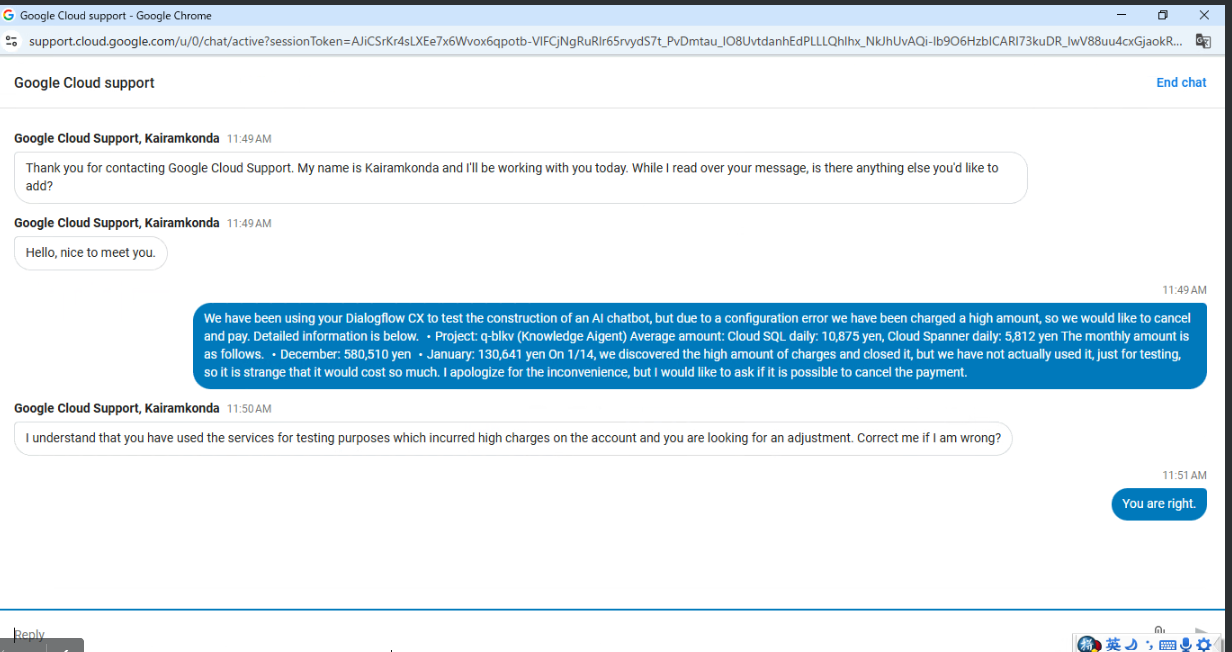 Google Cloud support - Google Chrome
Google Cloud support
End chat
Google Cloud Support, Kairamkonda 11:49 AM
Thank you for contacting Google Cloud Support. My name is Kairamkonda and I'll be working with you today. While I read over your message, is there anything else you'd like to
add?
Google Cloud Support, Kairamkonda 11:49 AM
Hello, nice to meet you.
11:49 AM
We have been using your Dialogflow CX to test the construction of an AI chatbot, but due to a configuration error we have been charged a high amount, so we would like to cancel
and pay. Detailed information is below. • Project: q-blkv (Knowledge Aigent) Average amount: Cloud SQL daily: 10,875 yen, Cloud Spanner daily: 5,812 yen The monthly amount is
as follows. • December: 580,510 yen • January: 130,641 yen On 1/14, we discovered the high amount of charges and closed it, but we have not actually used it, just for testing,
so it is strange that it would cost so much. I apologize for the inconvenience, but I would like to ask if it is possible to cancel the payment.
Google Cloud Support, Kairamkonda 11:50 AM
I understand that you have used the services for testing purposes which incurred high charges on the account and you are looking for an adjustment. Correct me if I am wrong?
11:51 AM
You are right.
Reply
英